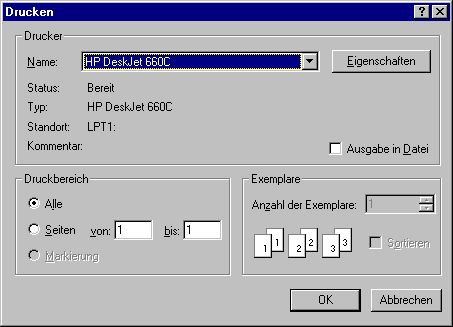 Drucken
Drucker
Name: HP DeskJet 660C Eigenschaften
Status: Bereit
Typ: HP DeskJet 660C
Standort: LPT1:
Kommentar:
Ausgabe in Datei
Druckbereich
Alle
Seiten von: 1 bis: 1
Markierung
Exemplare
Anzahl der Exemplare: 1
1 1 2 2 3 3
Sortieren
OK Abbrechen